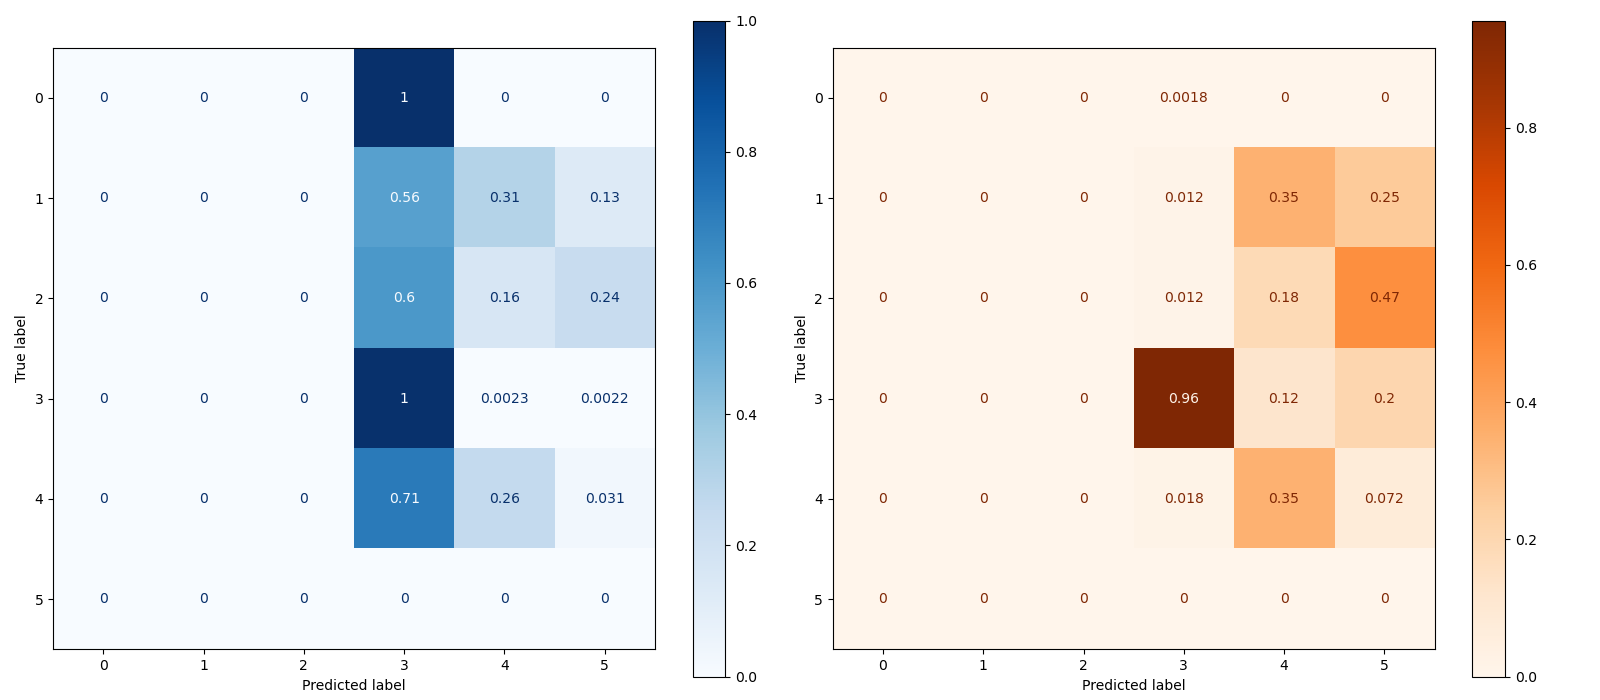 1.0
0 0 0 0 1 0 0
1 0 0 0 0.56 0.31 0.13
2 0 0 0 0.6 0.16 0.24
3 0 0 0 1 0.0023 0.0022
4 0 0 0 0.71 0.26 0.031
5 0 0 0 0 0 0
0 1 2 3 4 5
True label
Predicted label
0.8
0.6
0.4
0.2
0.0
0 0 0 0 0.0018 0 0
1 0 0 0 0.012 0.35 0.25
2 0 0 0 0.012 0.18 0.47
3 0 0 0 0.96 0.12 0.2
4 0 0 0 0.018 0.35 0.072
5 0 0 0 0 0 0
0 1 2 3 4 5
True label
Predicted label
0.8
0.6
0.4
0.2
0.0